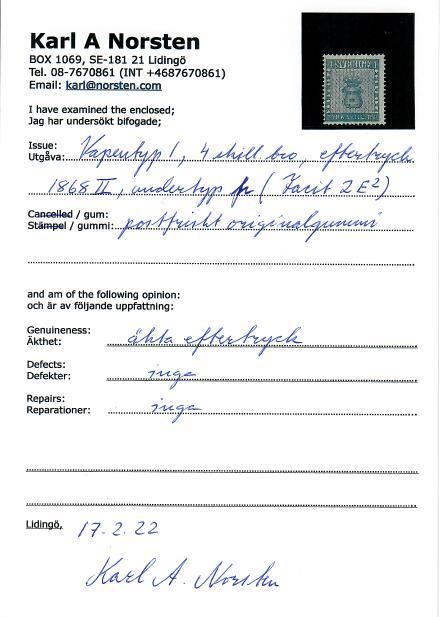 Karl A Norsten
BOX 1069, SE-181 21 Lidingö
Tel. 08-7670861 (INT +4687670861)
Email: karl@norsten.com
I have examined the enclosed;
Jag har undersökt bifogade;
Issue:
Utgåva: Vapentyp I, 4 skill bco, eftertryck
1868 II, undertyp (Facit 2 E2)
Cancelled / gum:
Stämpel / gummi: postfriskt originalgummi
and am of the following opinion:
och är av följande uppfattning:
Genuineness:
Äkthet: äkta eftertryck
Defects:
Defekter: inga
Repairs:
Reparationer: inga
Lidingö, 17.2.22
Karl A. Norsten